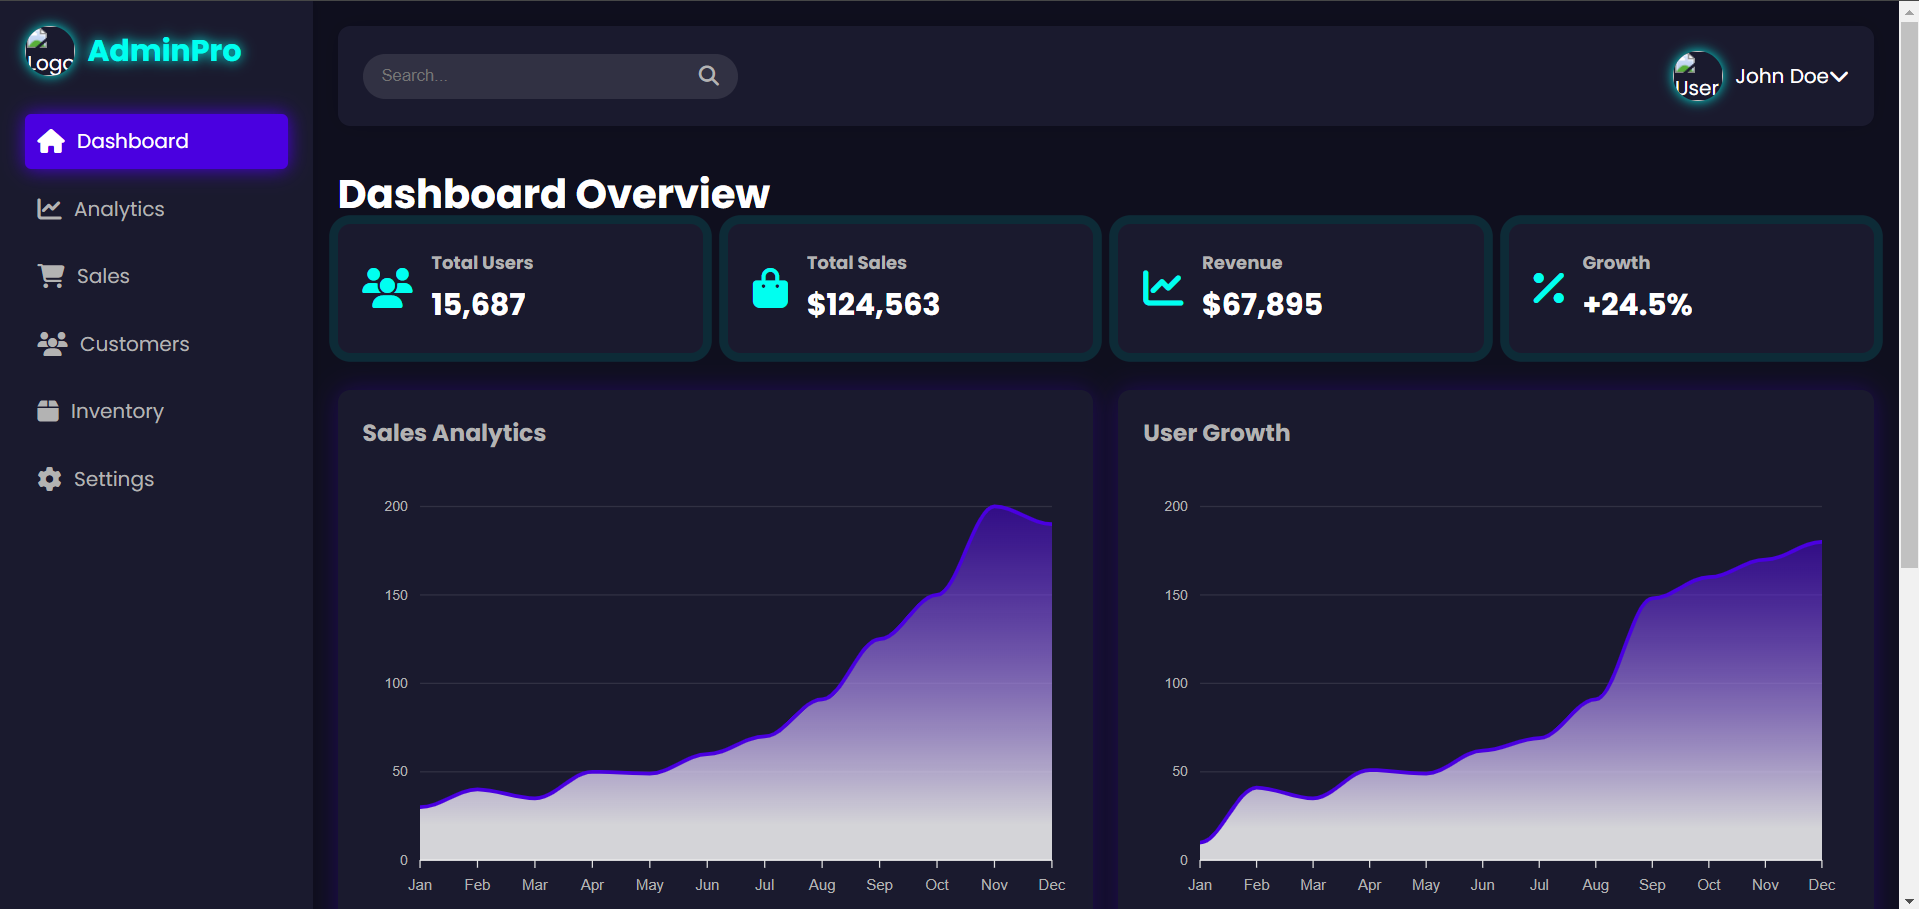 Logo
AdminPro
Dashboard
Analytics
Sales
Customers
Inventory
Settings
Search...
User
John Doe
Dashboard Overview
Total Users
15,687
Total Sales
$124,563
Revenue
$67,895
Growth
+24.5%
Sales Analytics
200
150
100
50
0
Jan Feb Mar Apr May Jun Jul Aug Sep Oct Nov Dec
User Growth
200
150
100
50
0
Jan Feb Mar Apr May Jun Jul Aug Sep Oct Nov Dec